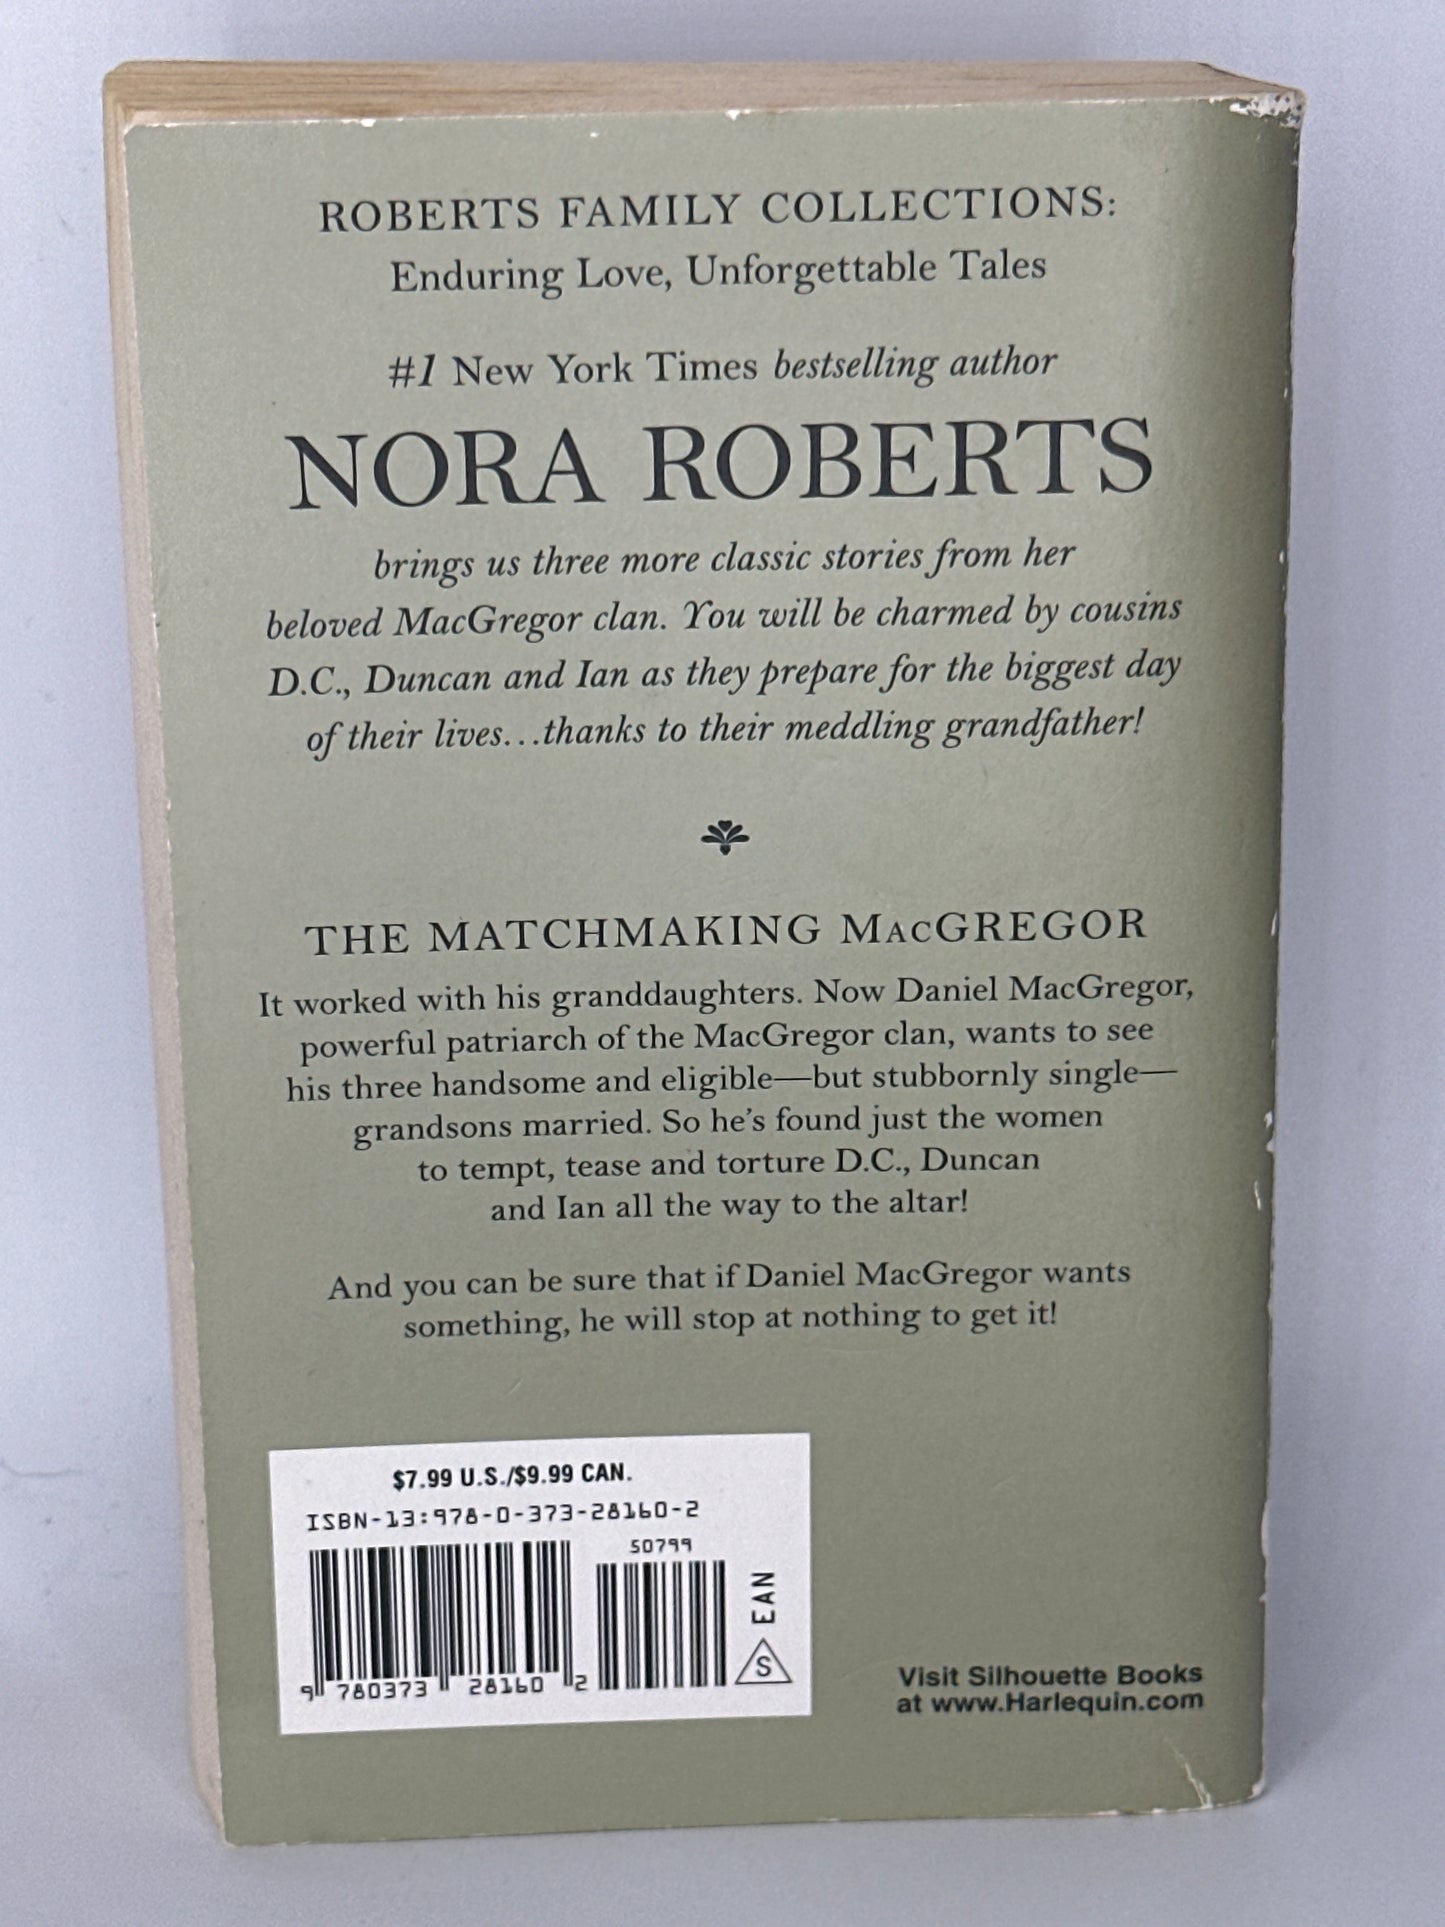 ROBERTS FAMILY COLLECTIONS:
Enduring Love, Unforgettable Tales
#1 New York Times bestselling author
NORA ROBERTS
brings us three more classic stories from her
beloved MacGregor clan. You will be charmed by cousins
D.C., Duncan and Ian as they prepare for the biggest day
of their lives...thanks to their meddling grandfather!
THE MATCHMAKING MACGREGOR
It worked with his granddaughters. Now Daniel MacGregor,
powerful patriarch of the MacGregor clan, wants to see
his three handsome and eligible—but stubbornly single—
grandsons married. So he's found just the women
to tempt, tease and torture D.C., Duncan
and Ian all the way to the altar!
And you can be sure that if Daniel MacGregor wants
something, he will stop at nothing to get it!
$7.99 U.S./$9.99 CAN.
ISBN-13:978-0-373-28160-2
50799
9 780373 28160 2
S EAN
Visit Silhouette Books
at www.Harlequin.com